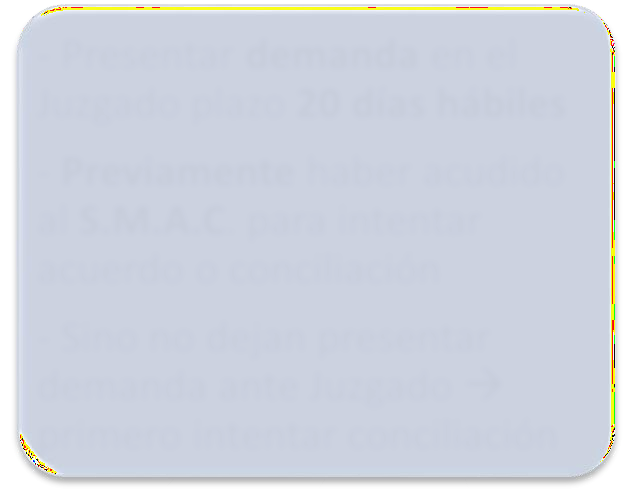 - Presentar demanda en el
Juzgado plazo 20 días hábiles
- Previamente haber acudido
al S.M.A.C. para intentar
acuerdo o conciliación
- Sino no dejan presentar
demanda ante Juzgado →
primero intentar conciliación